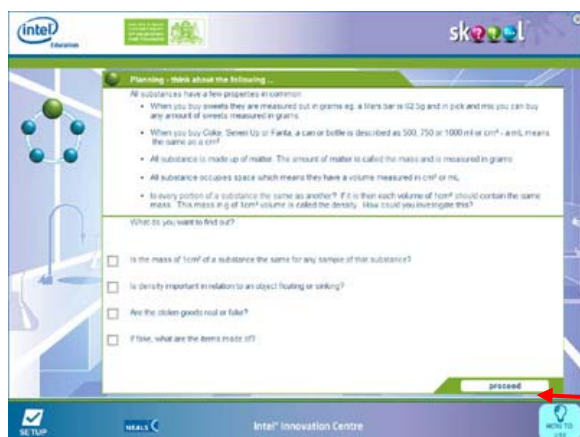 intel
Education
skoool
Planning - think about the following ...
All substances have a few properties in common
• When you buy sweets they are measured out in grams eg. a Mars bar is 62.5g and in pick and mix you can buy
any amount of sweets measured in grams
• When you buy Coke, Seven Up or Fanta, a can or bottle is described as 500, 750 or 1000 ml or cm³ - a mL means
the same as a cm³
• All substance is made up of matter. The amount of matter is called the mass and is measured in grams
• All substance occupies space which means they have a volume measured in cm³ or mL
• Is every portion of a substance the same as another? If it is then each volume of 1cm³ should contain the same
mass. This mass in g of 1cm³ volume is called the density. How could you investigate this?
What do you want to find out?
Is the mass of 1cm³ of a substance the same for any sample of that substance?
Is density important in relation to an object floating or sinking?
Are the stolen goods real or fake?
If fake, what are the items made of?
proceed
SETUP
NEALS
Intel® Innovation Centre
HOW TO
USE